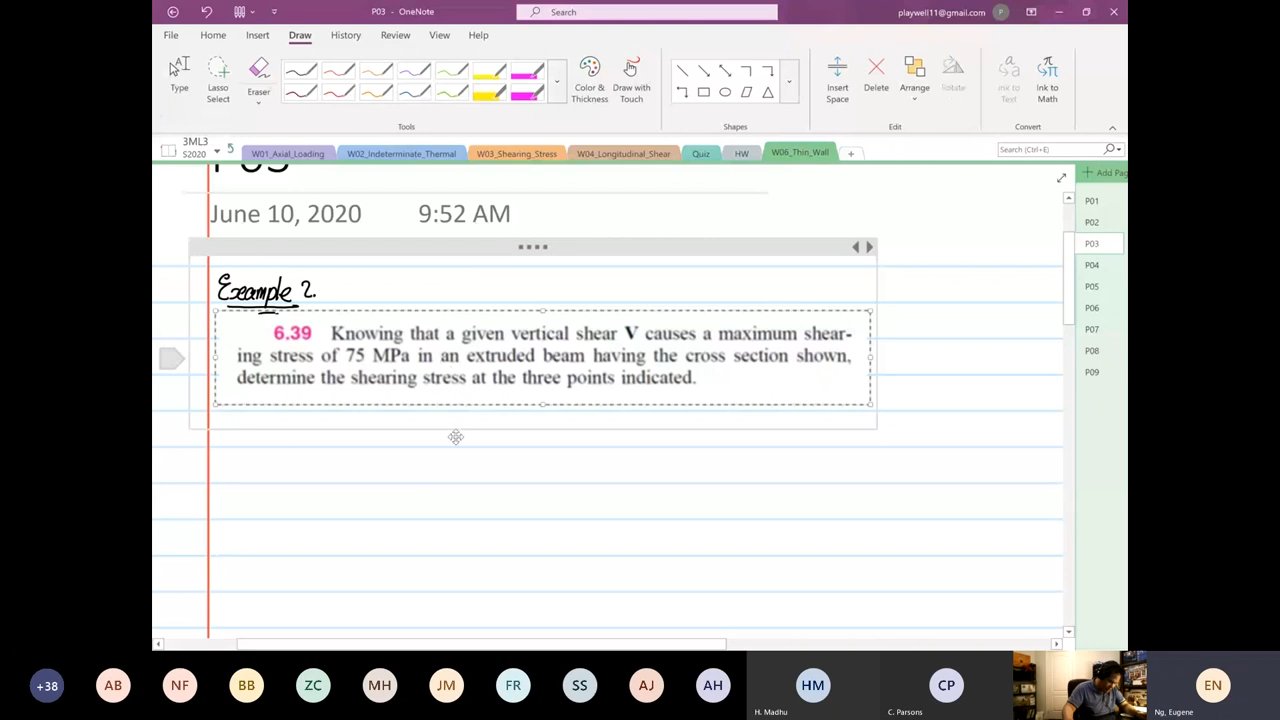 P03 - OneNote
Search
playwell11@gmail.com
P
File
Home
Insert
Draw
History
Review
View
Help
Type
Lasso
Select
Eraser
Color &
Thickness
Draw with
Touch
Insert
Space
Delete
Arrange
Rotate
Ink to
Text
Ink to
Math
Tools
Shapes
Edit
Convert
3ML3
S2020
5
W01_Axial_Loading
W02_Indeterminate_Thermal
W03_Shearing_Stress
W04_Longitudinal_Shear
Quiz
HW
W06_Thin_Wall
Search (Ctrl+E)
Add Pag
P03
June 10, 2020 9:52 AM
Example 2.
6.39 Knowing that a given vertical shear V causes a maximum shear-
ing stress of 75 MPa in an extruded beam having the cross section shown,
determine the shearing stress at the three points indicated.
P01
P02
P03
P04
P05
P06
P07
P08
P09
+38
AB
NF
BB
ZC
MH
JM
FR
SS
AJ
AH
HM
H. Madhu
CP
C. Parsons
EN
Ng, Eugene